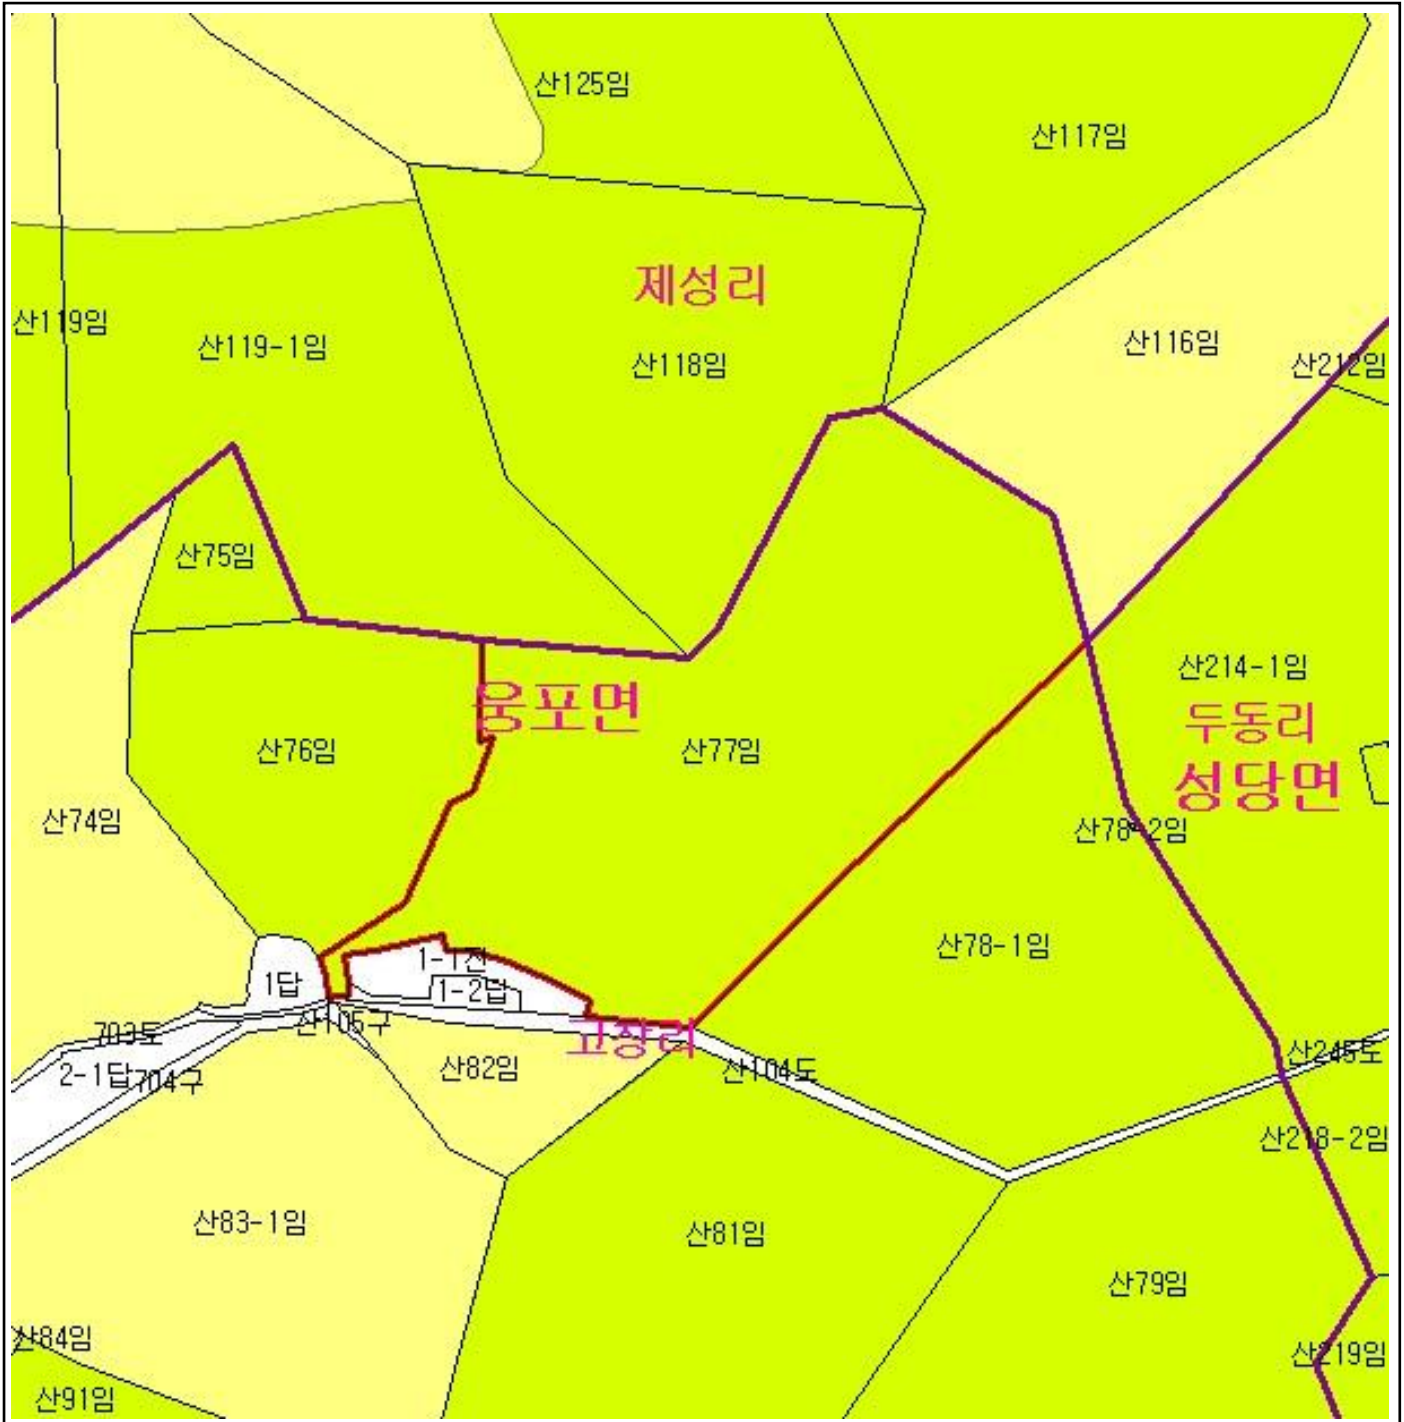 산125임
산117임
제성리
산119임
산119-1임
산116임
산118임
산212임
산75임
산214-1임
웅포면
두동리
산76임
산77임
성당면
산74임
산78-2임
산78-1임
1-1전
1답
1-2답
산105구
703도
고창리
산245도
2-1답
704구
산82임
산104도
산218-2임
산83-1임
산81임
산79임
산84임
산219임
산91임